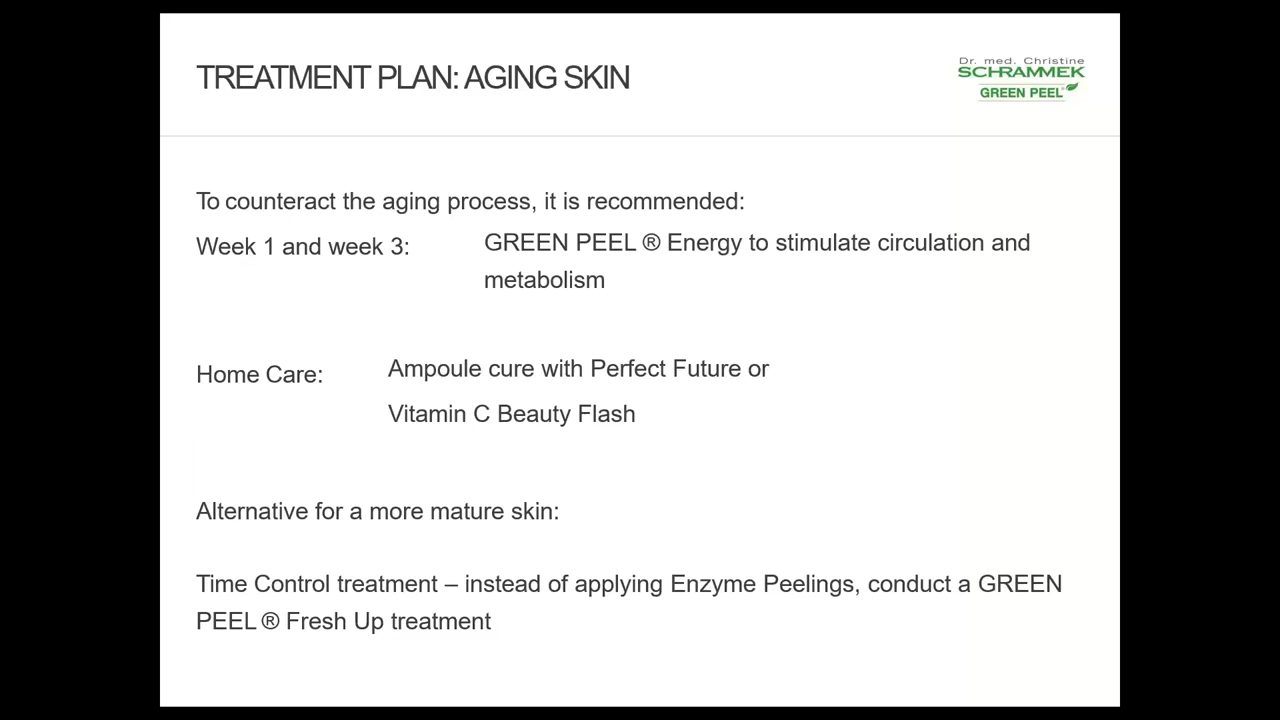 TREATMENT PLAN: AGING SKIN
Dr. med. Christine
SCHRAMMEK
GREEN PEEL®
To counteract the aging process, it is recommended:
Week 1 and week 3:
GREEN PEEL ® Energy to stimulate circulation and
metabolism
Home Care:
Ampoule cure with Perfect Future or
Vitamin C Beauty Flash
Alternative for a more mature skin:
Time Control treatment – instead of applying Enzyme Peelings, conduct a GREEN
PEEL ® Fresh Up treatment